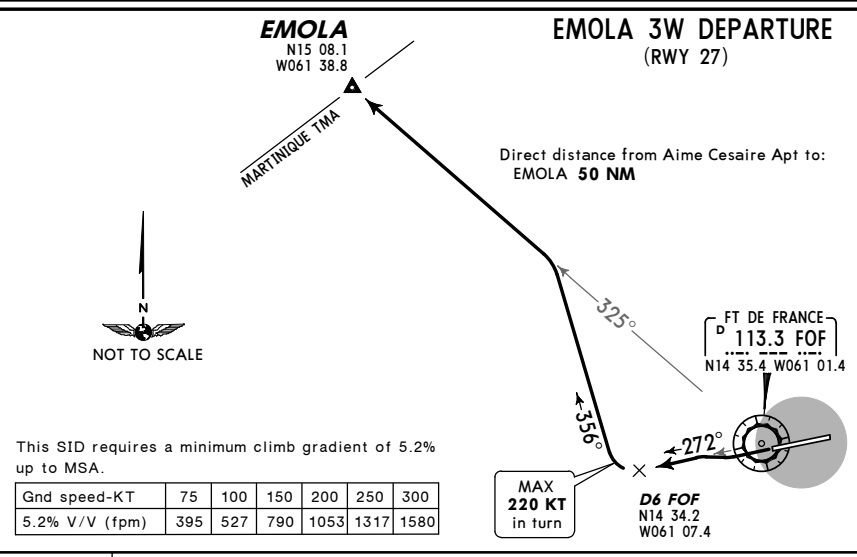 EMOLA 3W DEPARTURE
(RWY 27)
EMOLA
N15 08.1
W061 38.8
MARTINIQUE TMA
Direct distance from Aime Cesaire Apt to:
EMOLA 50 NM
N
NOT TO SCALE
325°
FT DE FRANCE
D 113.3 FOF
N14 35.4 W061 01.4
356°
272°
MAX
220 KT
in turn
D6 FOF
N14 34.2
W061 07.4
This SID requires a minimum climb gradient of 5.2%
up to MSA.
Gnd speed-KT 75 100 150 200 250 300
5.2% V/V (fpm) 395 527 790 1053 1317 1580